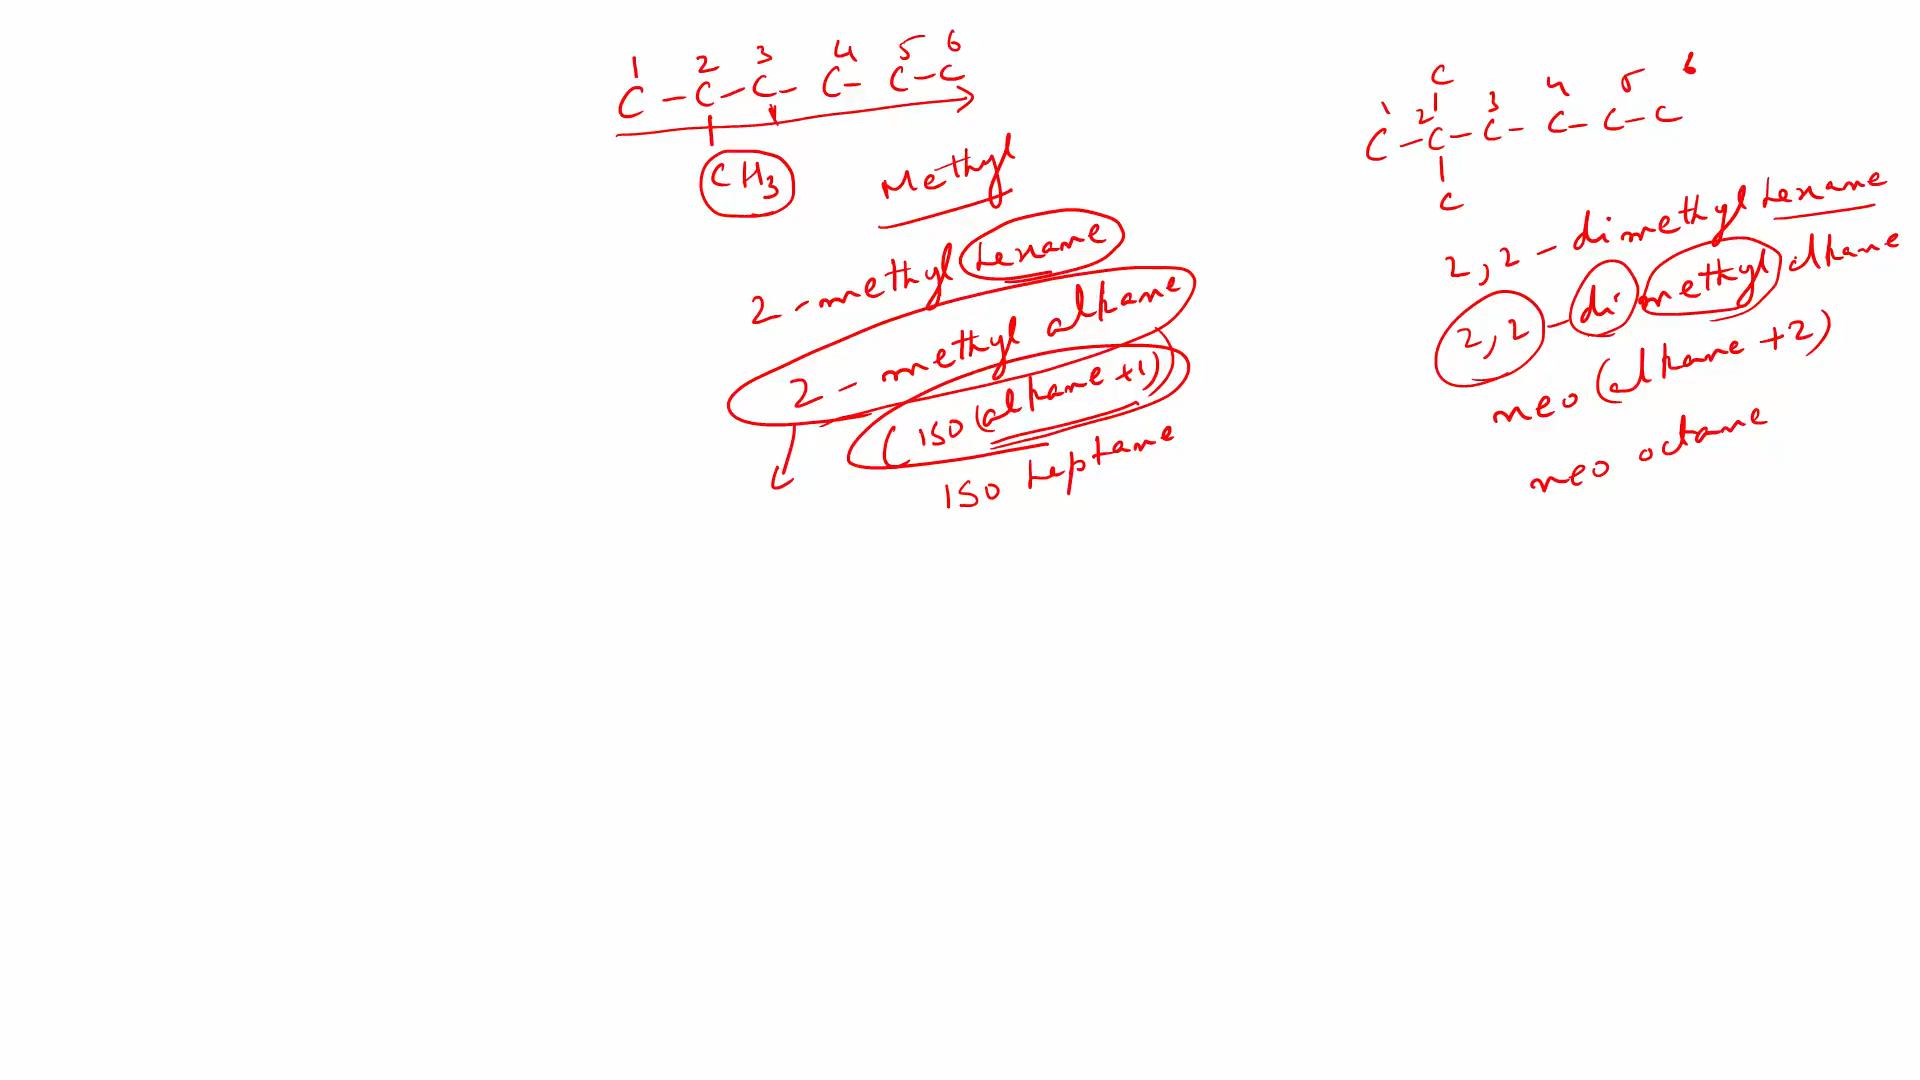 1 2 3 4 5 6
C - C - C - C - C - C
CH3
Methyl
2 - methyl hexane
2 - methyl alkane
(iso (alkane + 1))
iso heptane
C
1 2 3 4 5 6
C - C - C - C - C - C
C
2,2 - dimethyl hexane
2,2 - di methyl alkane
neo (alkane + 2)
neo octane